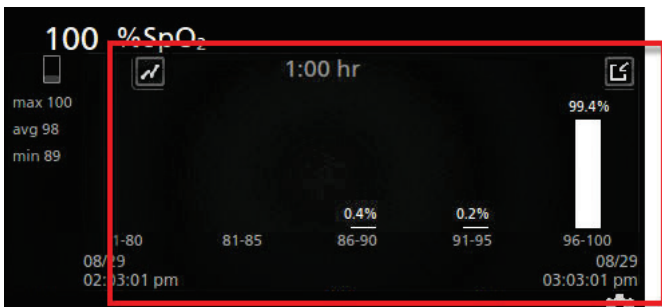 100 %SpO₂
1:00 hr
max 100
avg 98
min 89
99.4%
0.4%
0.2%
1-80
81-85
86-90
91-95
96-100
08/29
02:03:01 pm
08/29
03:03:01 pm